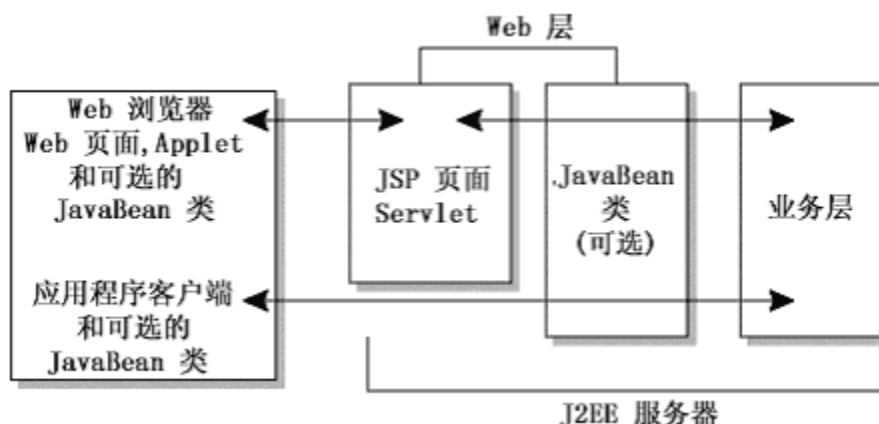 Web 层
Web 浏览器
Web 页面,Applet
和可选的
JavaBean 类
应用程序客户端
和可选的
JavaBean 类
JSP 页面
Servlet
.JavaBean
类
(可选)
业务层
J2EE 服务器